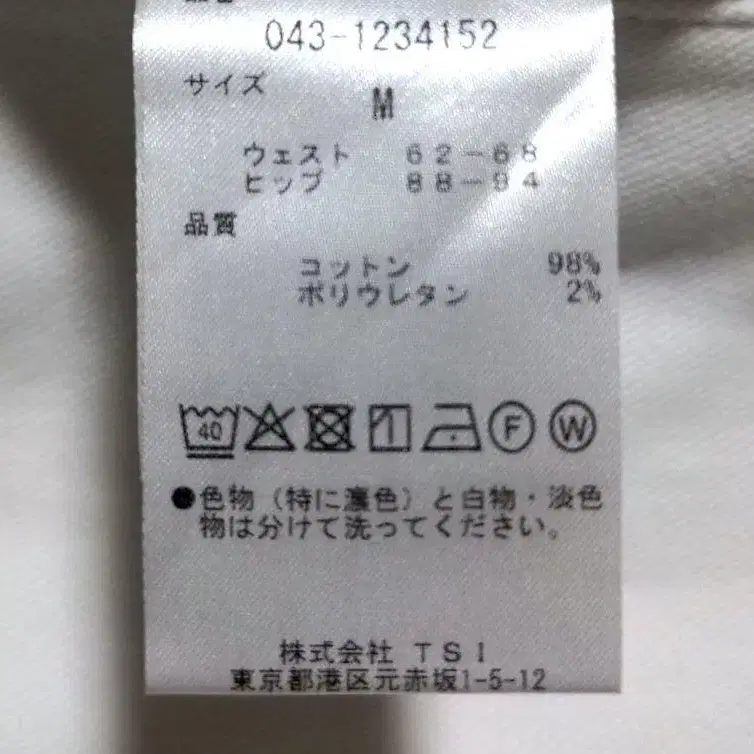 043-1234152
サイズ
M
ウェスト 62-68
ヒップ 88-94
品質
コットン 98%
ポリウレタン 2%
40 F W
●色物(特に濃色)と白物・淡色
物は分けて洗ってください。
株式会社 TSI
東京都港区元赤坂1-5-12